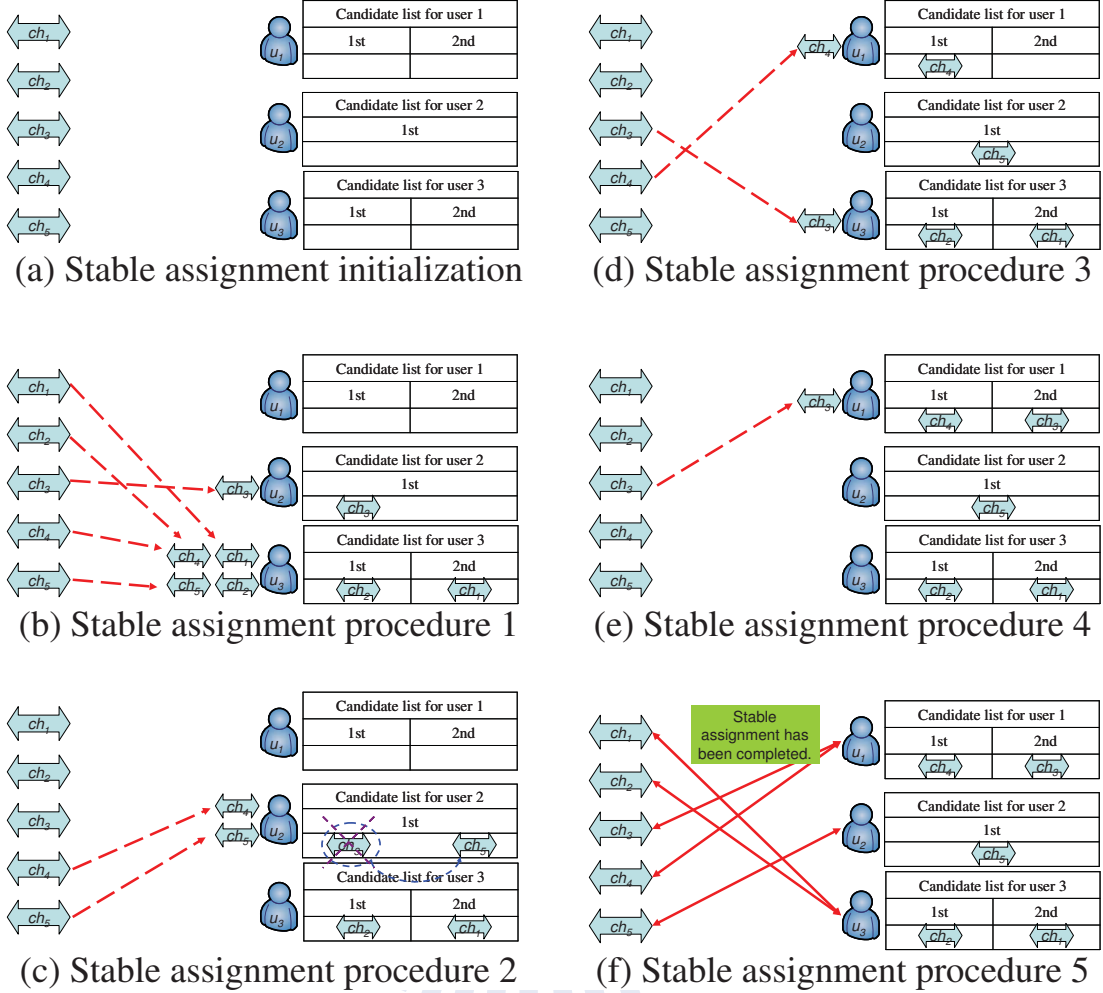 ch1
ch2
ch3
ch4
ch5
u1
u2
u3
Candidate list for user 1
1st 2nd
Candidate list for user 2
1st
Candidate list for user 3
1st 2nd
(a) Stable assignment initialization
ch1
ch2
ch3
ch4
ch5
ch3
ch4 ch1
ch5 ch2
u1
u2
u3
Candidate list for user 1
1st 2nd
Candidate list for user 2
1st
ch3
Candidate list for user 3
1st 2nd
ch2 ch1
(b) Stable assignment procedure 1
ch1
ch2
ch3
ch4
ch5
ch4
ch5
u1
u2
u3
Candidate list for user 1
1st 2nd
Candidate list for user 2
1st
ch3 ch5
Candidate list for user 3
1st 2nd
ch2 ch1
(c) Stable assignment procedure 2
ch1
ch2
ch3
ch4
ch5
ch4
ch3
u1
u2
u3
Candidate list for user 1
1st 2nd
ch4
Candidate list for user 2
1st
ch5
Candidate list for user 3
1st 2nd
ch2 ch1
(d) Stable assignment procedure 3
ch1
ch2
ch3
ch4
ch5
ch3
u1
u2
u3
Candidate list for user 1
1st 2nd
ch4 ch3
Candidate list for user 2
1st
ch5
Candidate list for user 3
1st 2nd
ch2 ch1
(e) Stable assignment procedure 4
ch1
ch2
ch3
ch4
ch5
Stable
assignment has
been completed.
u1
u2
u3
Candidate list for user 1
1st 2nd
ch4 ch3
Candidate list for user 2
1st
ch5
Candidate list for user 3
1st 2nd
ch2 ch1
(f) Stable assignment procedure 5